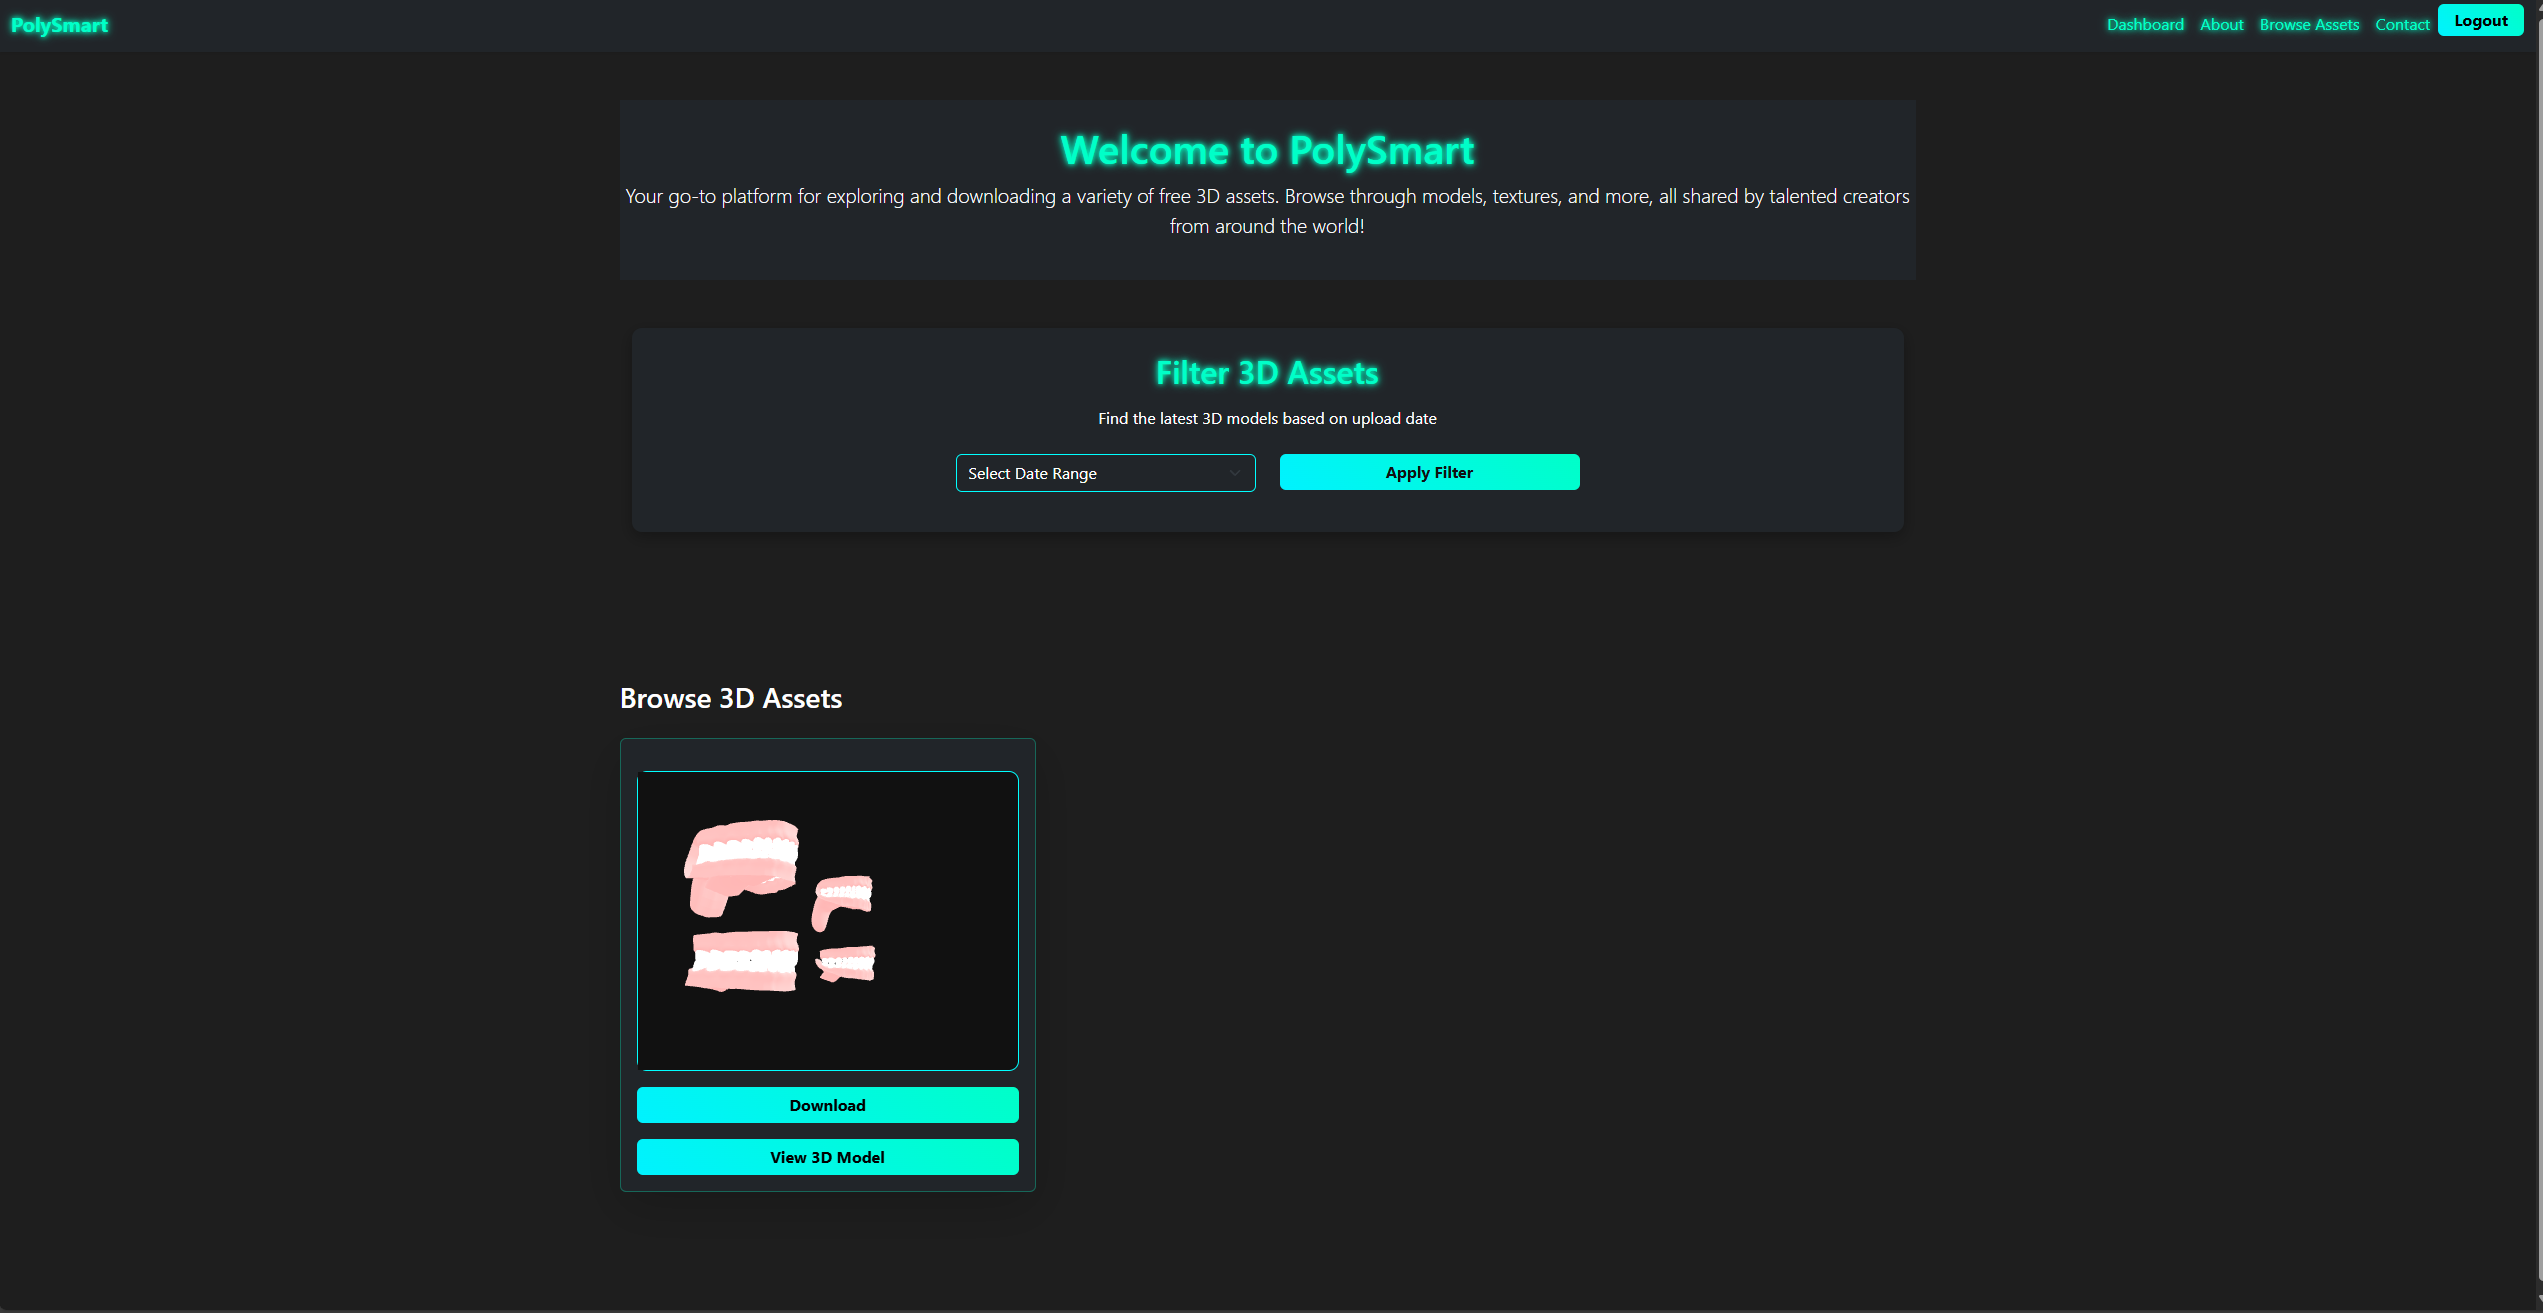 PolySmart
Dashboard About Browse Assets Contact Logout
Welcome to PolySmart
Your go-to platform for exploring and downloading a variety of free 3D assets. Browse through models, textures, and more, all shared by talented creators
from around the world!
Filter 3D Assets
Find the latest 3D models based on upload date
Select Date Range
Apply Filter
Browse 3D Assets
Download
View 3D Model